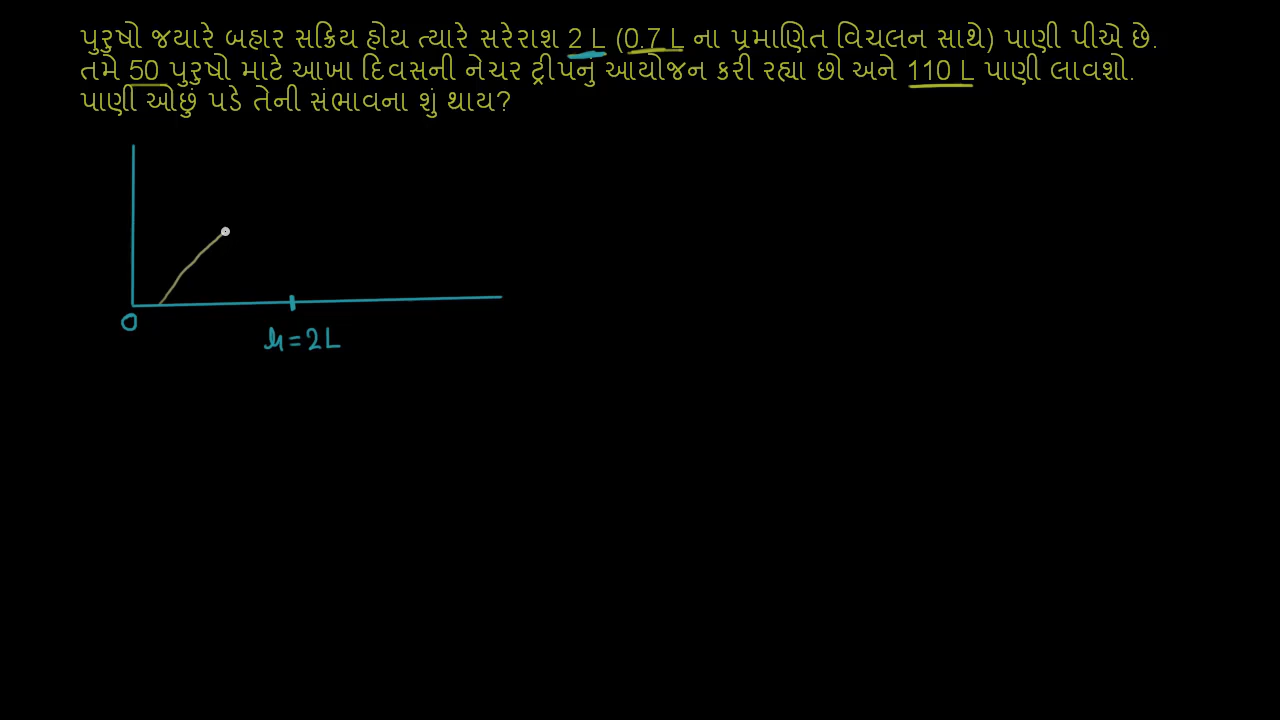 પુરુષો જયારે બહાર સક્રિય હોય ત્યારે સરેરાશ 2 L (0.7 L ના પ્રમાણિત વિચલન સાથે) પાણી પીએ છે.
તમે 50 પુરુષો માટે આખા દિવસની નેચર ટ્રીપનું આયોજન કરી રહ્યા છો અને 110 L પાણી લાવશો.
પાણી ઓછું પડે તેની સંભાવના શું થાય?
0
μ = 2L